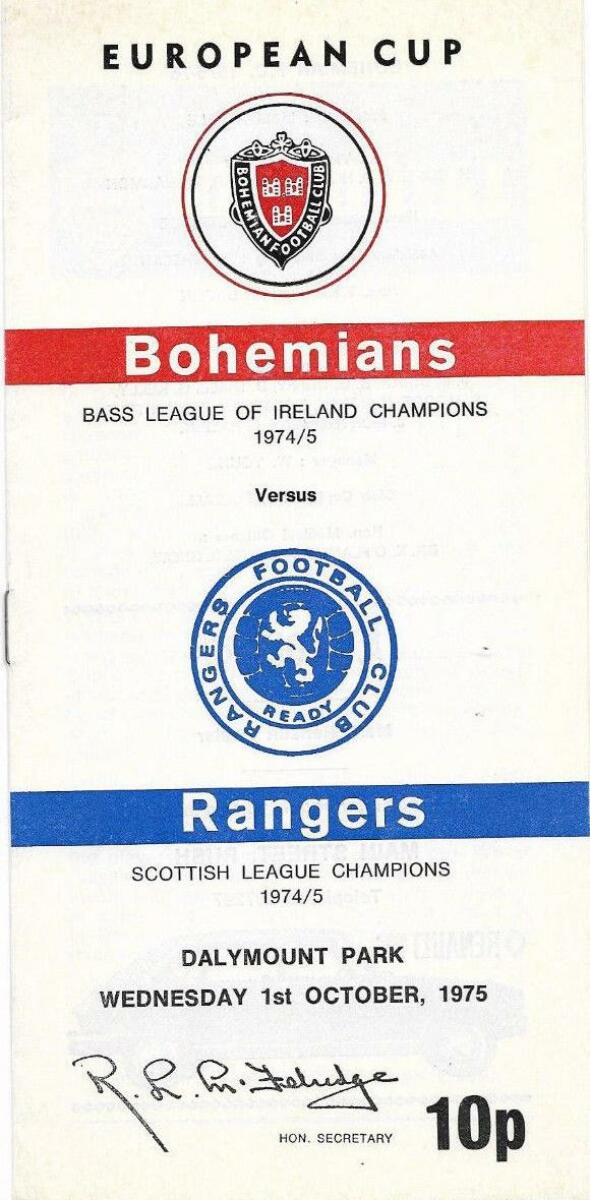 EUROPEAN CUP
BOHEMIAN FOOTBALL CLUB
Bohemians
BASS LEAGUE OF IRELAND CHAMPIONS
1974/5
Versus
RANGERS FOOTBALL CLUB
READY
Rangers
SCOTTISH LEAGUE CHAMPIONS
1974/5
DALYMOUNT PARK
WEDNESDAY 1st OCTOBER, 1975
HON. SECRETARY
10p